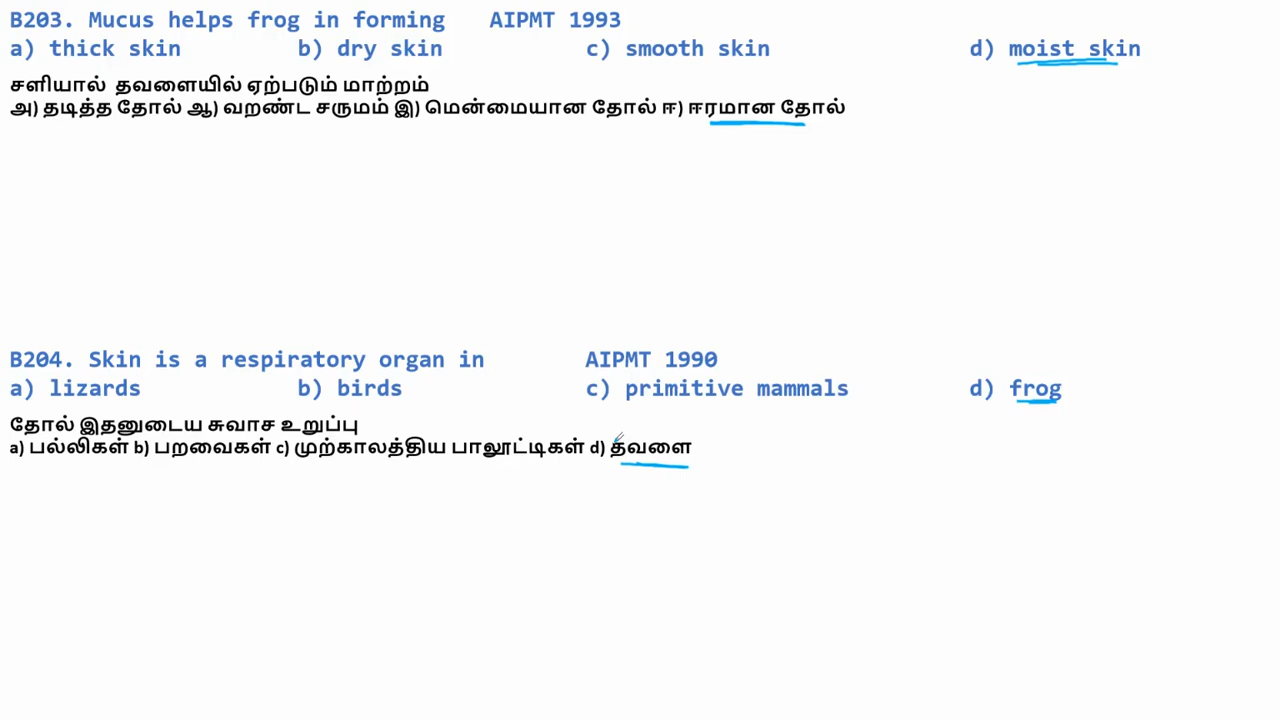 B203. Mucus helps frog in forming AIPMT 1993
a) thick skin b) dry skin c) smooth skin d) moist skin
சளியால் தவளையில் ஏற்படும் மாற்றம்
அ) தடித்த தோல் ஆ) வறண்ட சருமம் இ) மென்மையான தோல் ஈ) ஈரமான தோல்
B204. Skin is a respiratory organ in AIPMT 1990
a) lizards b) birds c) primitive mammals d) frog
தோல் இதனுடைய சுவாச உறுப்பு
a) பல்லிகள் b) பறவைகள் c) முற்காலத்திய பாலூட்டிகள் d) தவளை